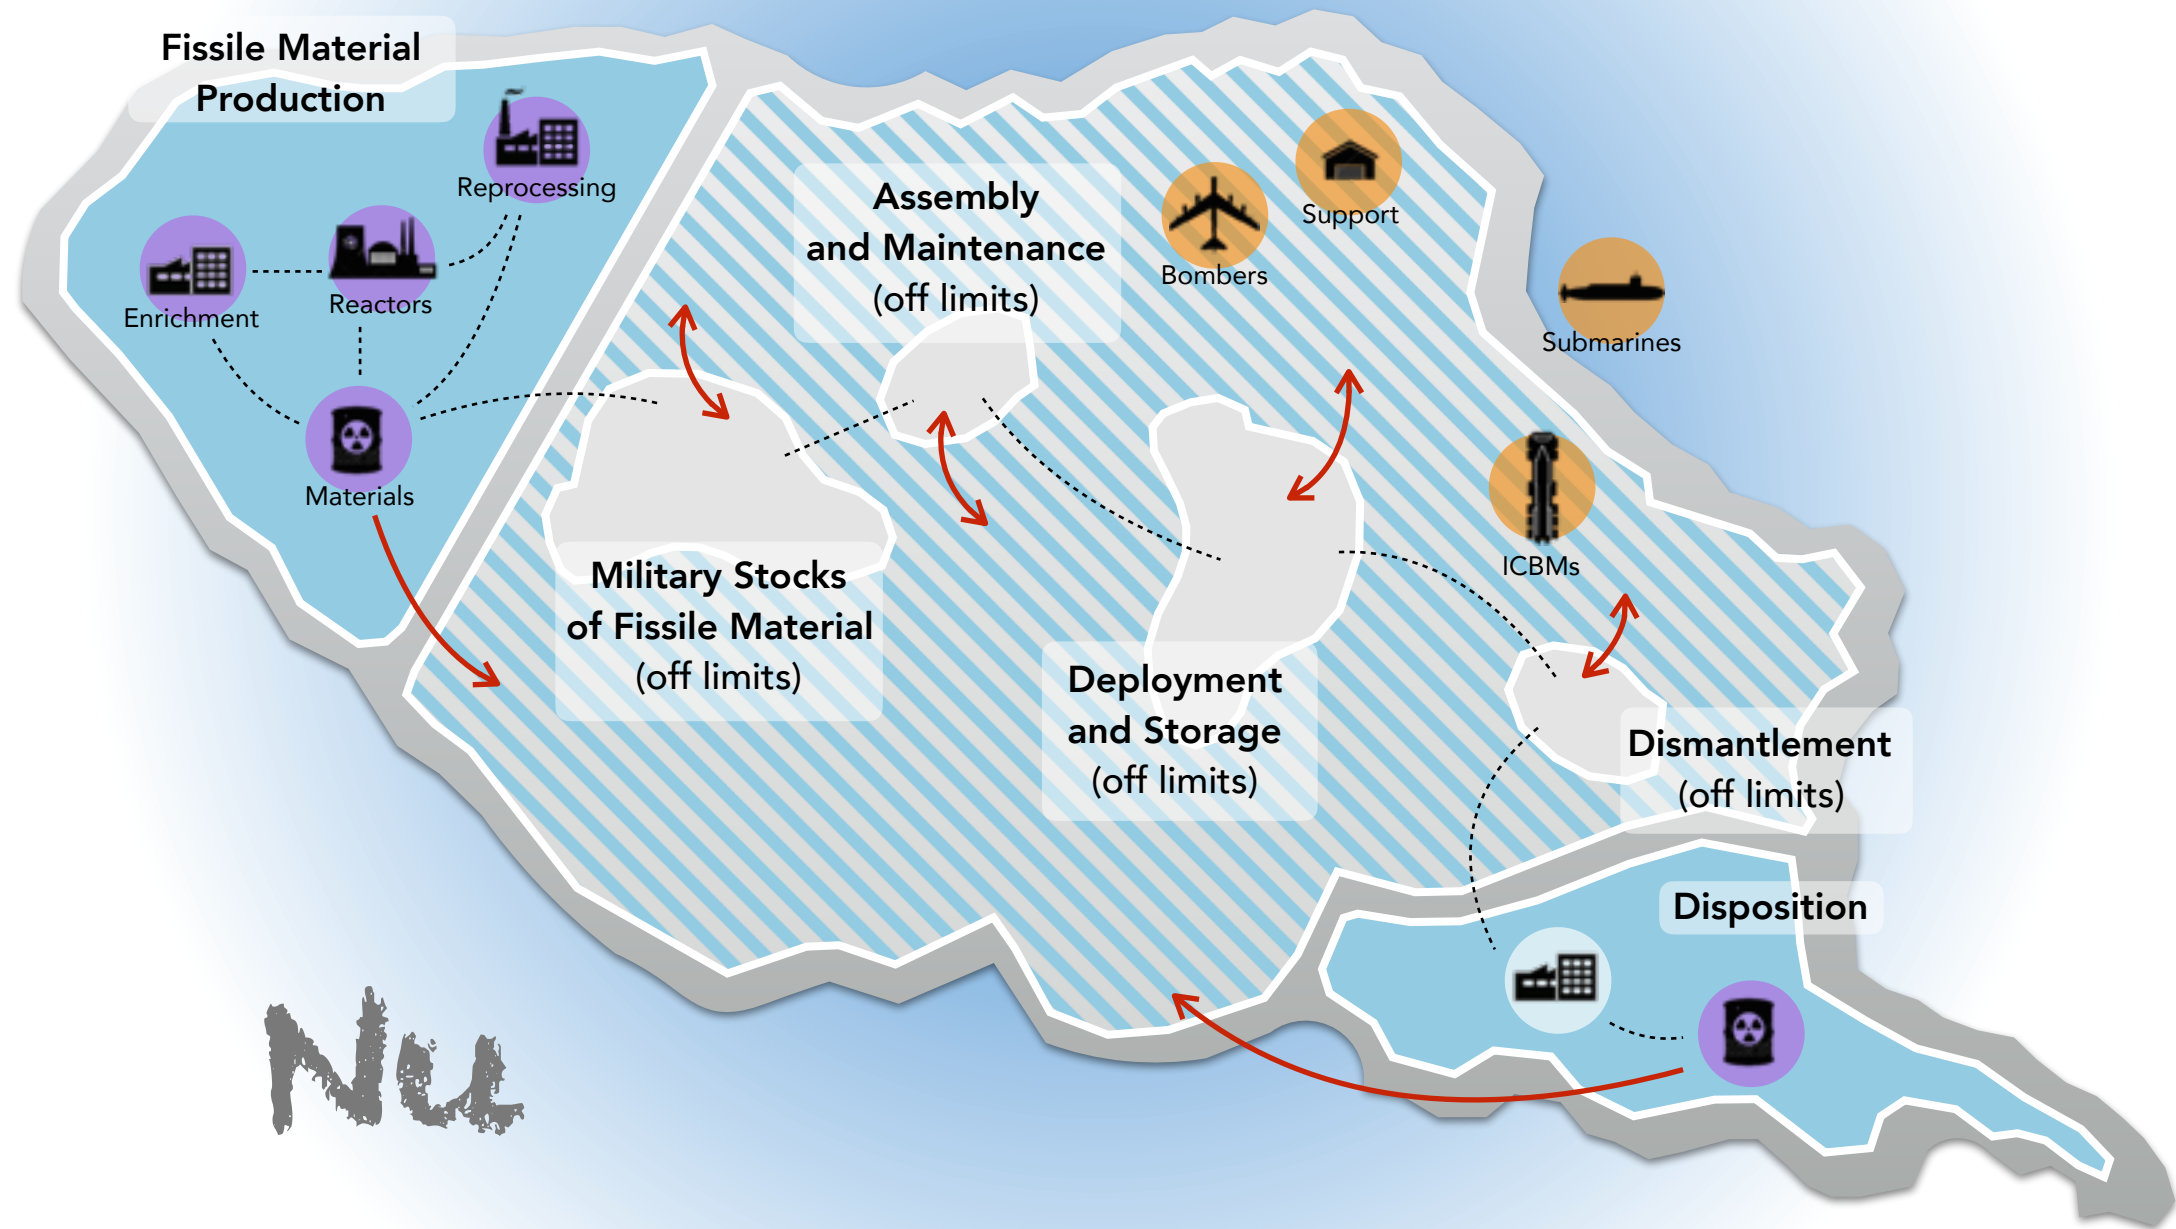 Fissile Material
Production
Reprocessing
Enrichment
Reactors
Materials
Assembly
and Maintenance
(off limits)
Bombers
Support
Submarines
ICBMs
Military Stocks
of Fissile Material
(off limits)
Deployment
and Storage
(off limits)
Dismantlement
(off limits)
Disposition
Nu